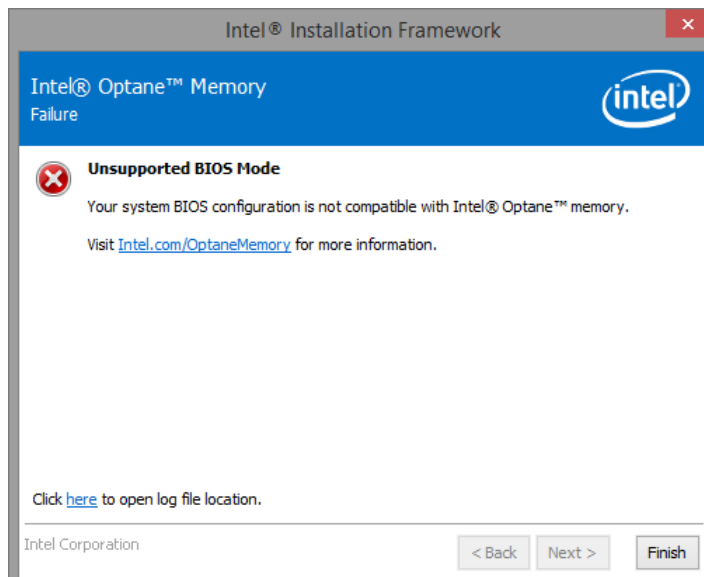 Intel® Installation Framework
Intel® Optane™ Memory
Failure
intel
Unsupported BIOS Mode
Your system BIOS configuration is not compatible with Intel® Optane™ memory.
Visit Intel.com/OptaneMemory for more information.
Click here to open log file location.
Intel Corporation
< Back Next > Finish